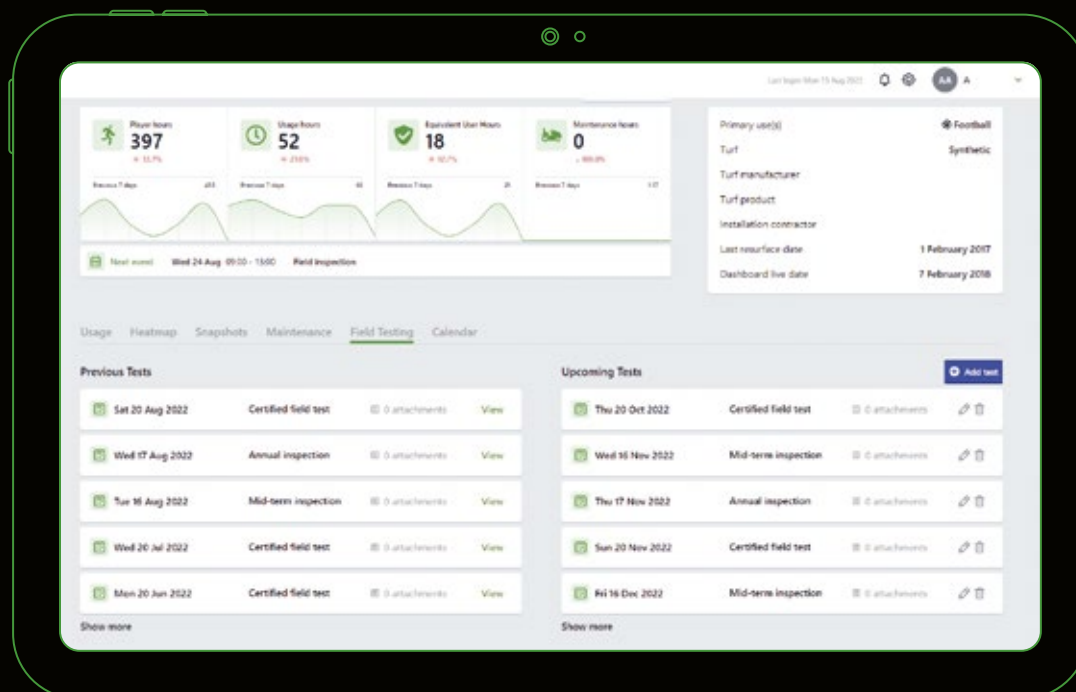 Last logon Mon 15 Aug 2022
AA A
Player hours
397
Usage hours
52
Equivalent User Hours
18
Maintenance hours
0
Previous 7 days
Previous 7 days
Previous 7 days
Previous 7 days
Next event Wed 24 Aug 09:00 - 15:00 Field Inspection
Primary use(s) Football
Turf Synthetic
Turf manufacturer
Turf product
Installation contractor
Last resurface date 1 February 2017
Dashboard live date 7 February 2018
Usage Heatmap Snapshots Maintenance Field Testing Calendar
Previous Tests
Sat 20 Aug 2022 Certified field test 0 attachments View
Wed 17 Aug 2022 Annual inspection 0 attachments View
Tue 16 Aug 2022 Mid-term inspection 0 attachments View
Wed 20 Jul 2022 Certified field test 0 attachments View
Mon 20 Jun 2022 Certified field test 0 attachments View
Show more
Upcoming Tests Add test
Thu 20 Oct 2022 Certified field test 0 attachments
Wed 16 Nov 2022 Mid-term inspection 0 attachments
Thu 17 Nov 2022 Annual inspection 0 attachments
Sun 20 Nov 2022 Certified field test 0 attachments
Fri 16 Dec 2022 Mid-term inspection 0 attachments
Show more